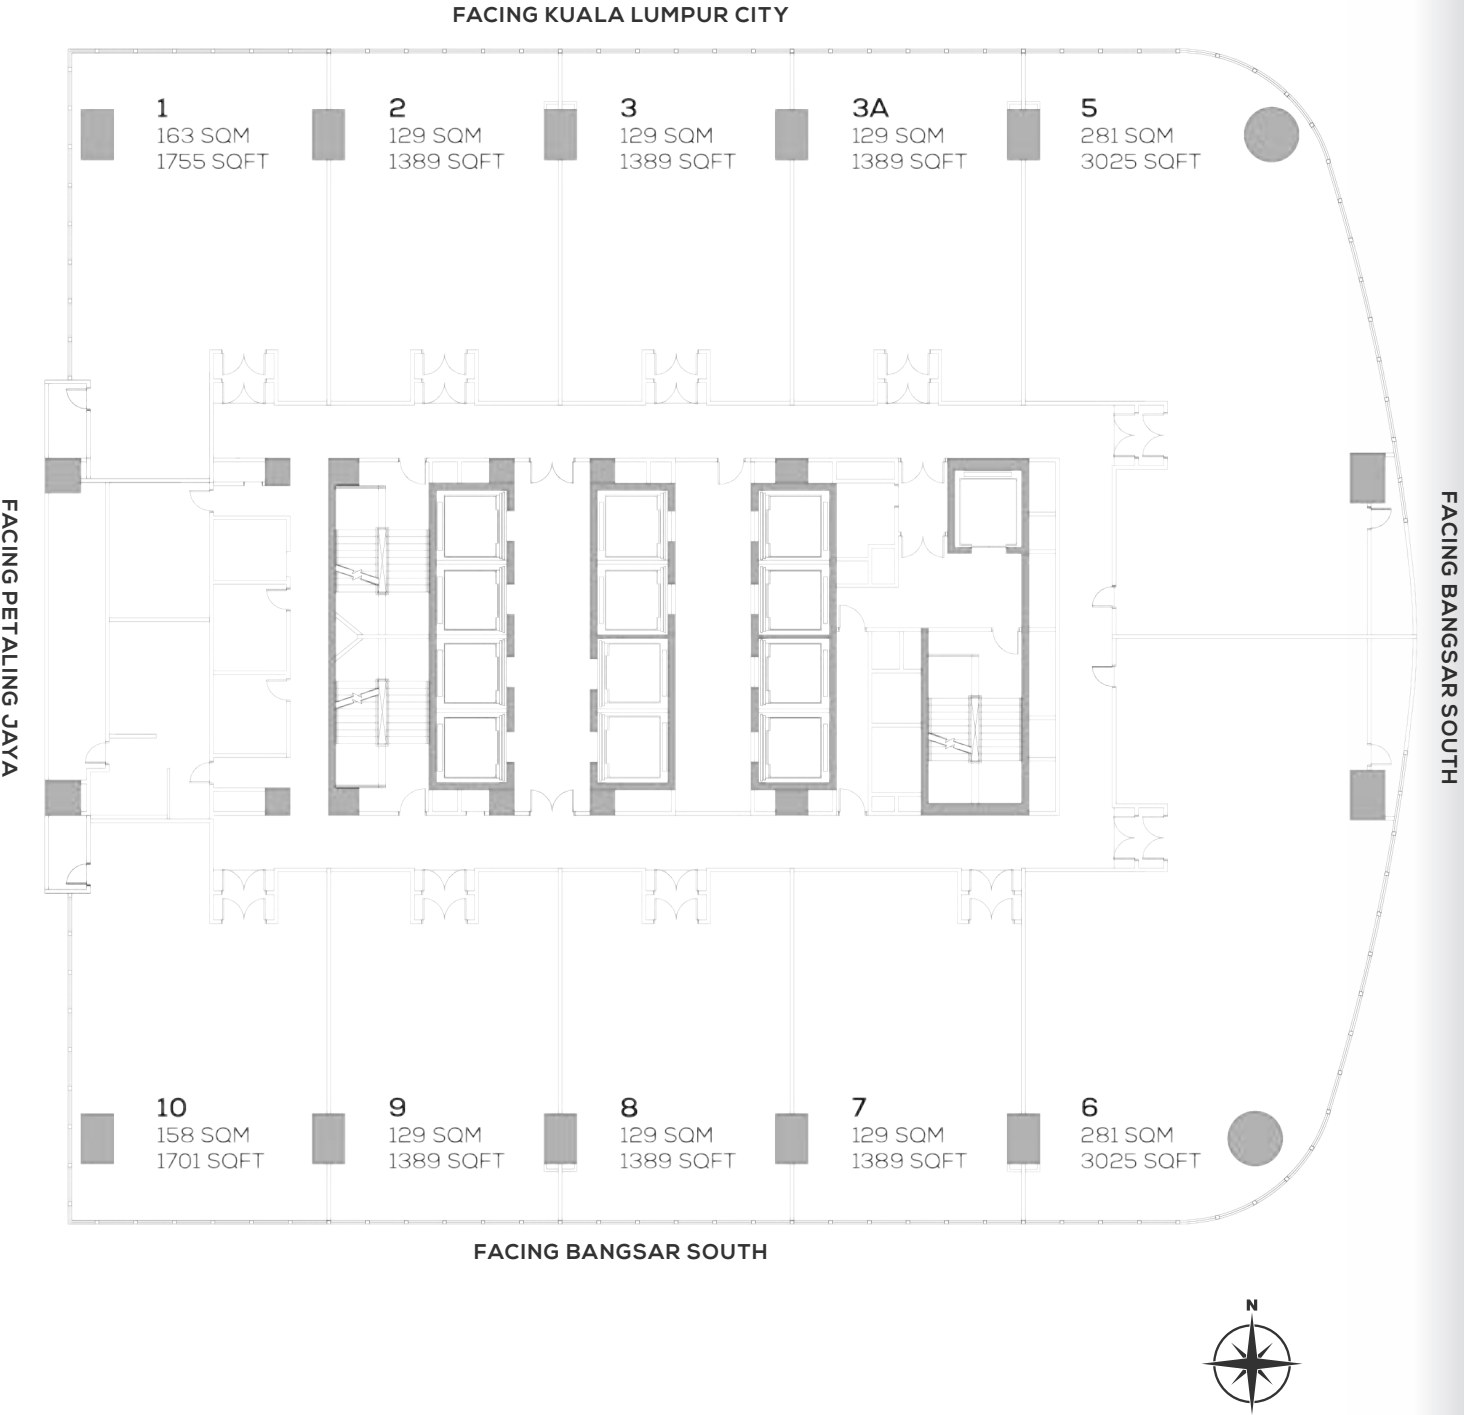 FACING KUALA LUMPUR CITY
1
163 SQM
1755 SQFT
2
129 SQM
1389 SQFT
3
129 SQM
1389 SQFT
3A
129 SQM
1389 SQFT
5
281 SQM
3025 SQFT
FACING PETALING JAYA
FACING BANGSAR SOUTH
10
158 SQM
1701 SQFT
9
129 SQM
1389 SQFT
8
129 SQM
1389 SQFT
7
129 SQM
1389 SQFT
6
281 SQM
3025 SQFT
FACING BANGSAR SOUTH
N